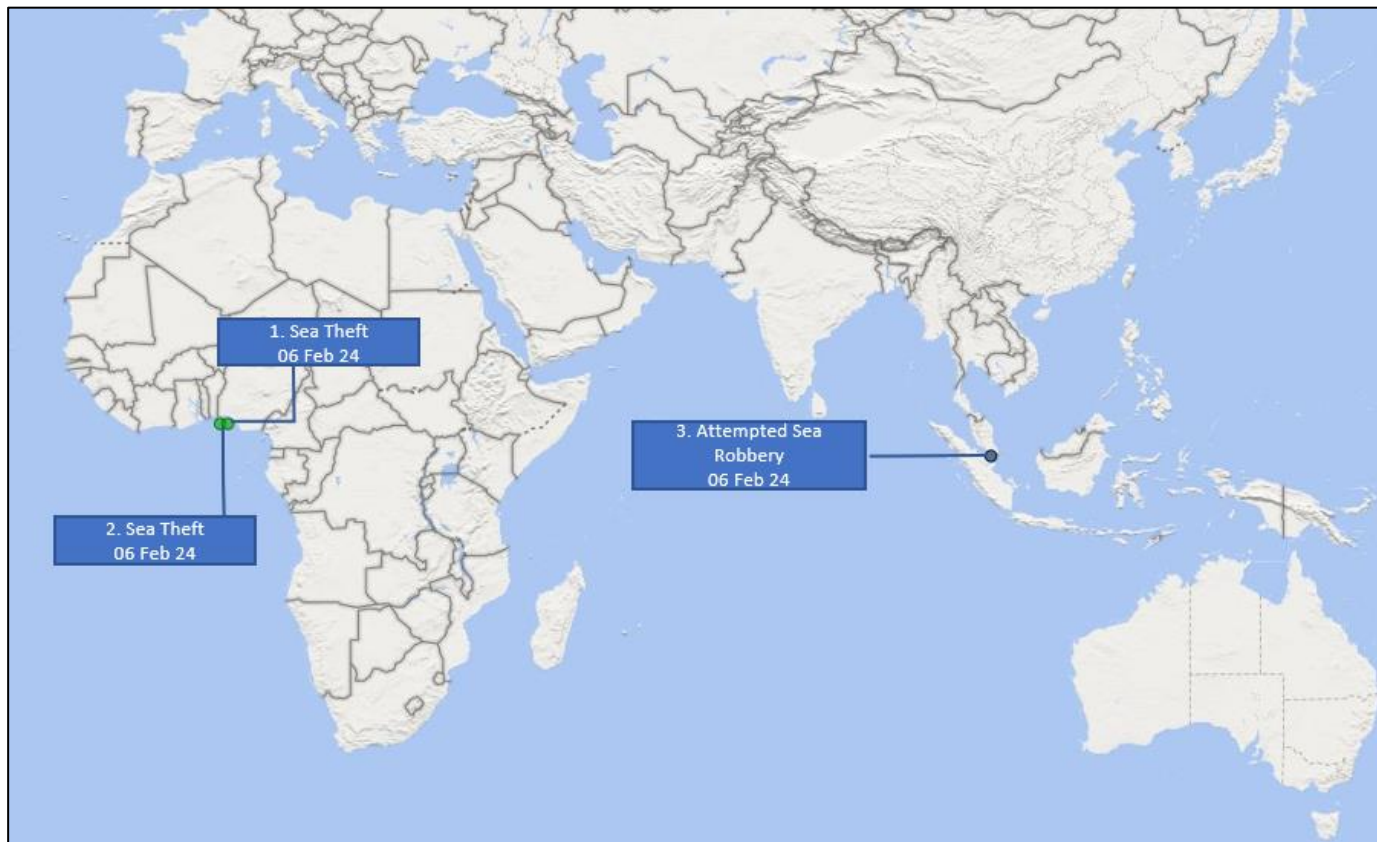 1. Sea Theft
06 Feb 24
2. Sea Theft
06 Feb 24
3. Attempted Sea
Robbery
06 Feb 24